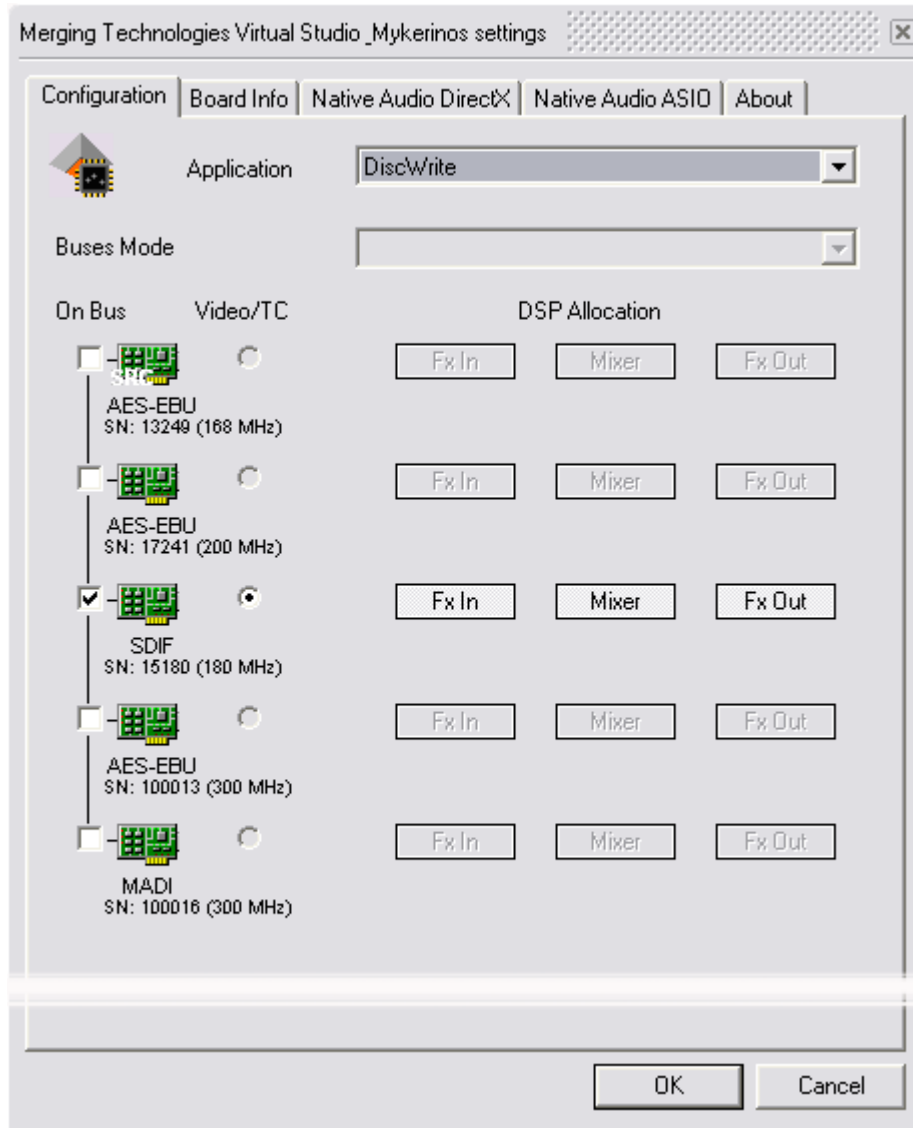 Merging Technologies Virtual Studio _Mykerinos settings
Configuration Board Info Native Audio DirectX Native Audio ASIO About
Application DiscWrite
Buses Mode
On Bus Video/TC DSP Allocation
SRC Fx In Mixer Fx Out
AES-EBU
SN: 13249 (168 MHz)
Fx In Mixer Fx Out
AES-EBU
SN: 17241 (200 MHz)
Fx In Mixer Fx Out
SDIF
SN: 15180 (180 MHz)
Fx In Mixer Fx Out
AES-EBU
SN: 100013 (300 MHz)
Fx In Mixer Fx Out
MADI
SN: 100016 (300 MHz)
OK Cancel